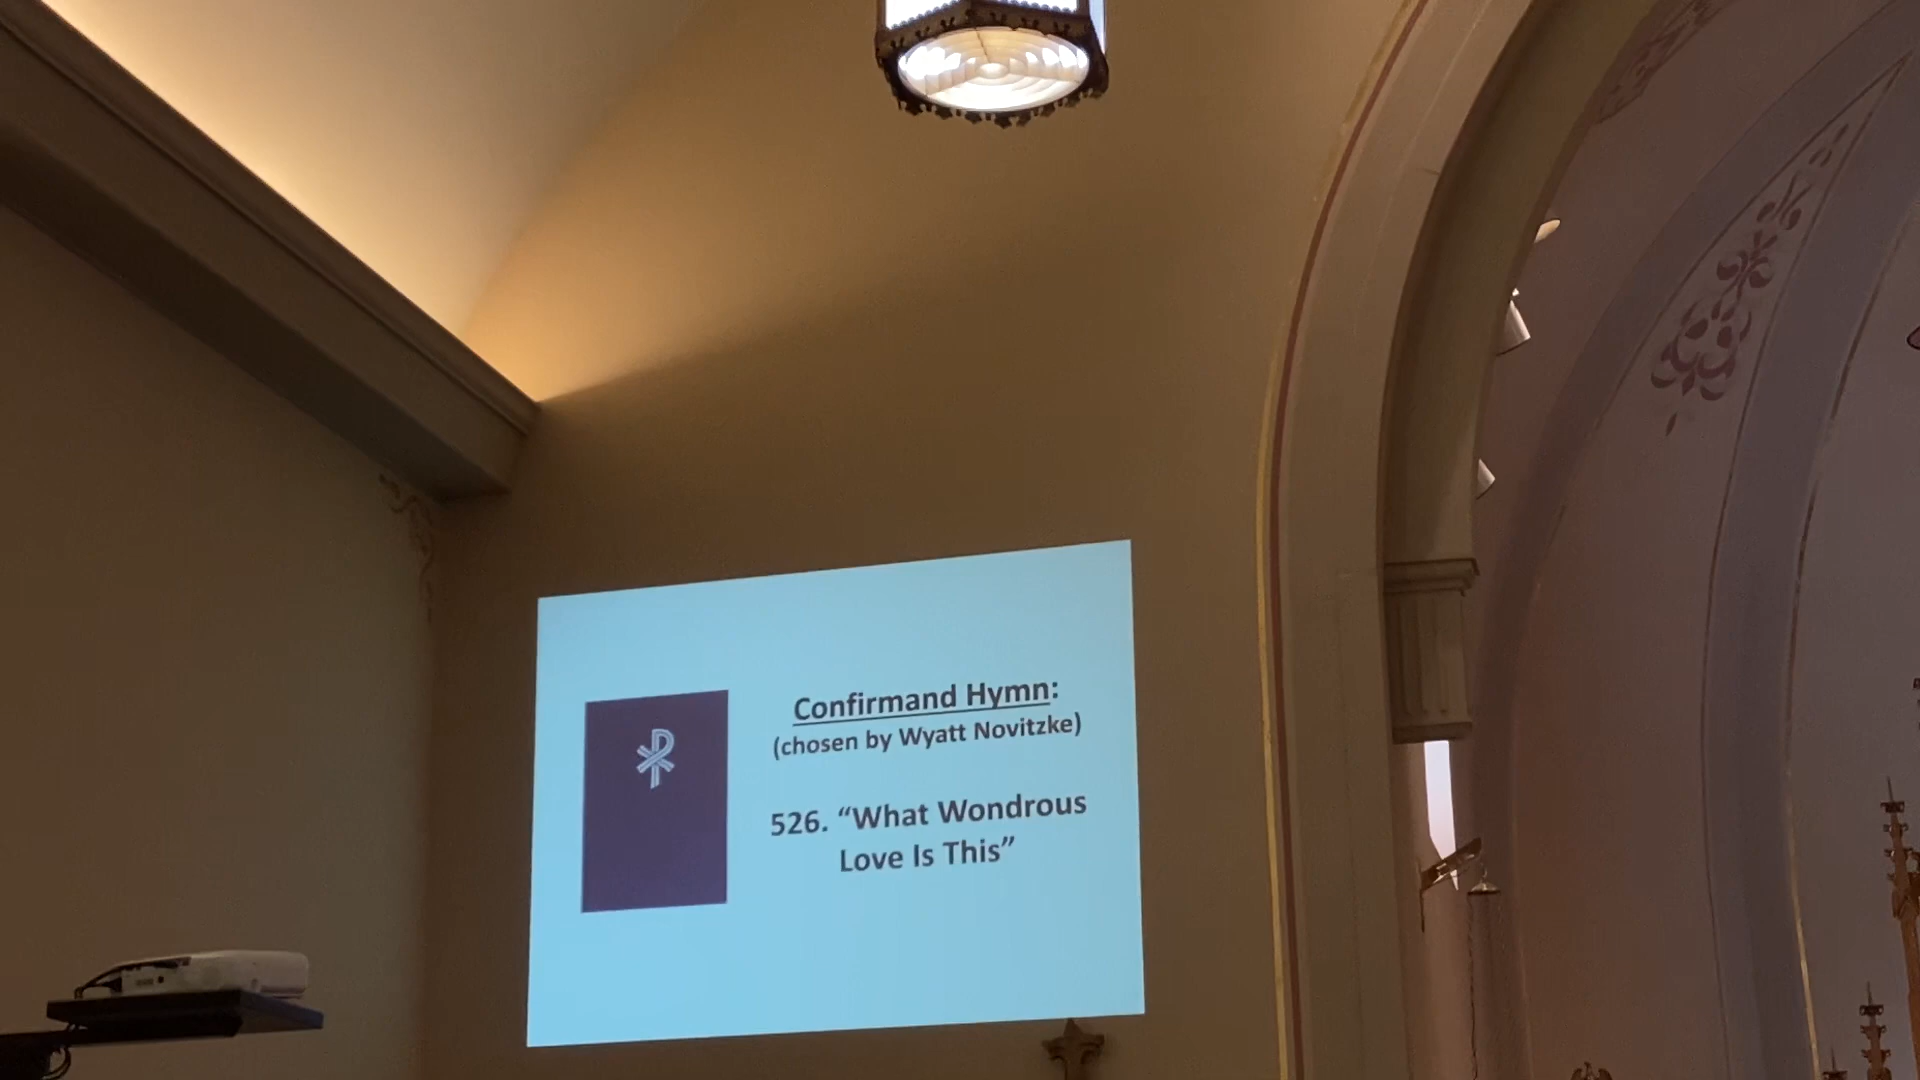 Confirmand Hymn:
(chosen by Wyatt Novitzke)
526. “What Wondrous
Love Is This”